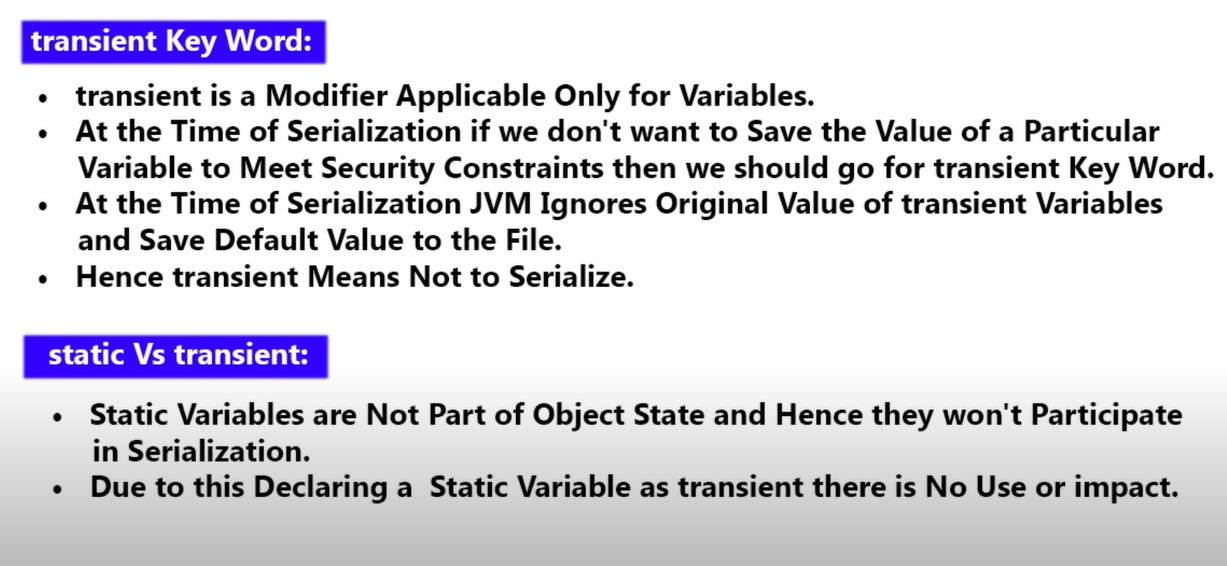 transient Key Word:
• transient is a Modifier Applicable Only for Variables.
• At the Time of Serialization if we don't want to Save the Value of a Particular
Variable to Meet Security Constraints then we should go for transient Key Word.
• At the Time of Serialization JVM Ignores Original Value of transient Variables
and Save Default Value to the File.
• Hence transient Means Not to Serialize.
static Vs transient:
• Static Variables are Not Part of Object State and Hence they won't Participate
in Serialization.
• Due to this Declaring a Static Variable as transient there is No Use or impact.